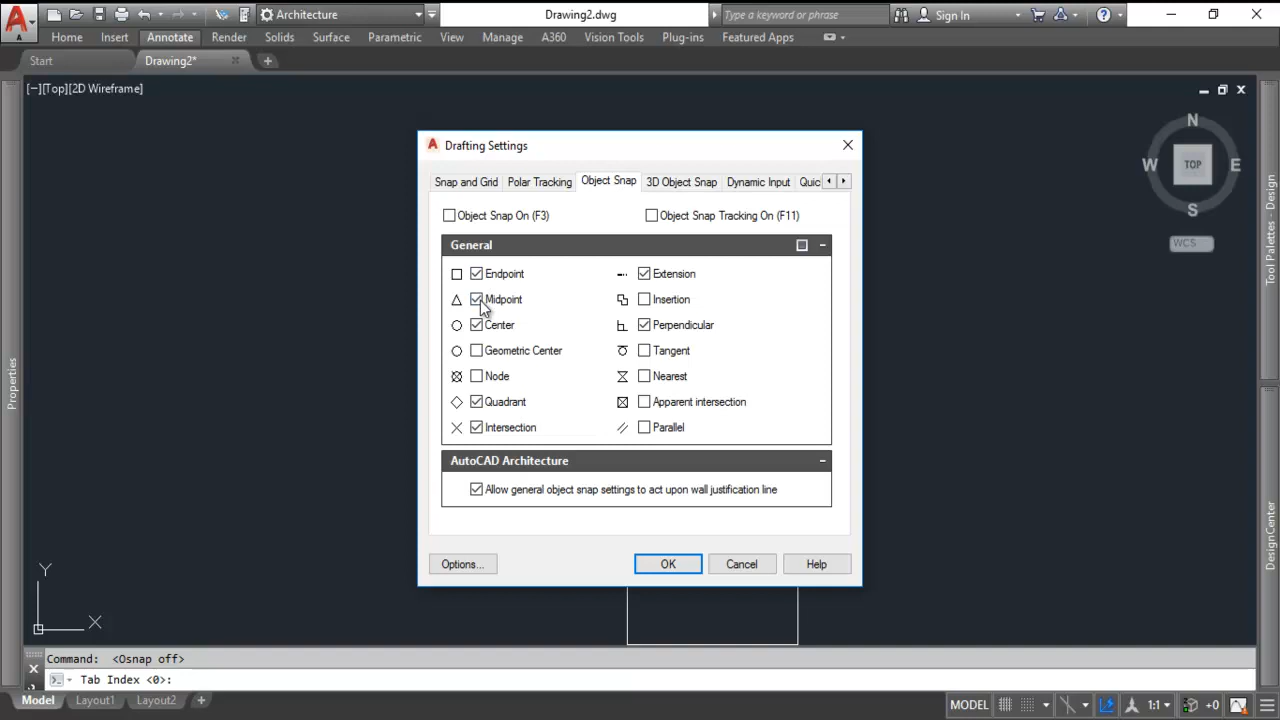 Architecture
Drawing2.dwg
Type a keyword or phrase
Sign In
A
Home
Insert
Annotate
Render
Solids
Surface
Parametric
View
Manage
A360
Vision Tools
Plug-ins
Featured Apps
Start
Drawing2*
[−][Top][2D Wireframe]
N
W
TOP
E
S
WCS
Tool Palettes - Design
DesignCenter
Properties
Drafting Settings
Snap and Grid
Polar Tracking
Object Snap
3D Object Snap
Dynamic Input
Quic
Object Snap On (F3)
Object Snap Tracking On (F11)
General
Endpoint
Extension
Midpoint
Insertion
Center
Perpendicular
Geometric Center
Tangent
Node
Nearest
Quadrant
Apparent intersection
Intersection
Parallel
AutoCAD Architecture
Allow general object snap settings to act upon wall justification line
Options...
OK
Cancel
Help
Y
X
Command: <Osnap off>
Tab Index <0>:
Model
Layout1
Layout2
MODEL
1:1
+0